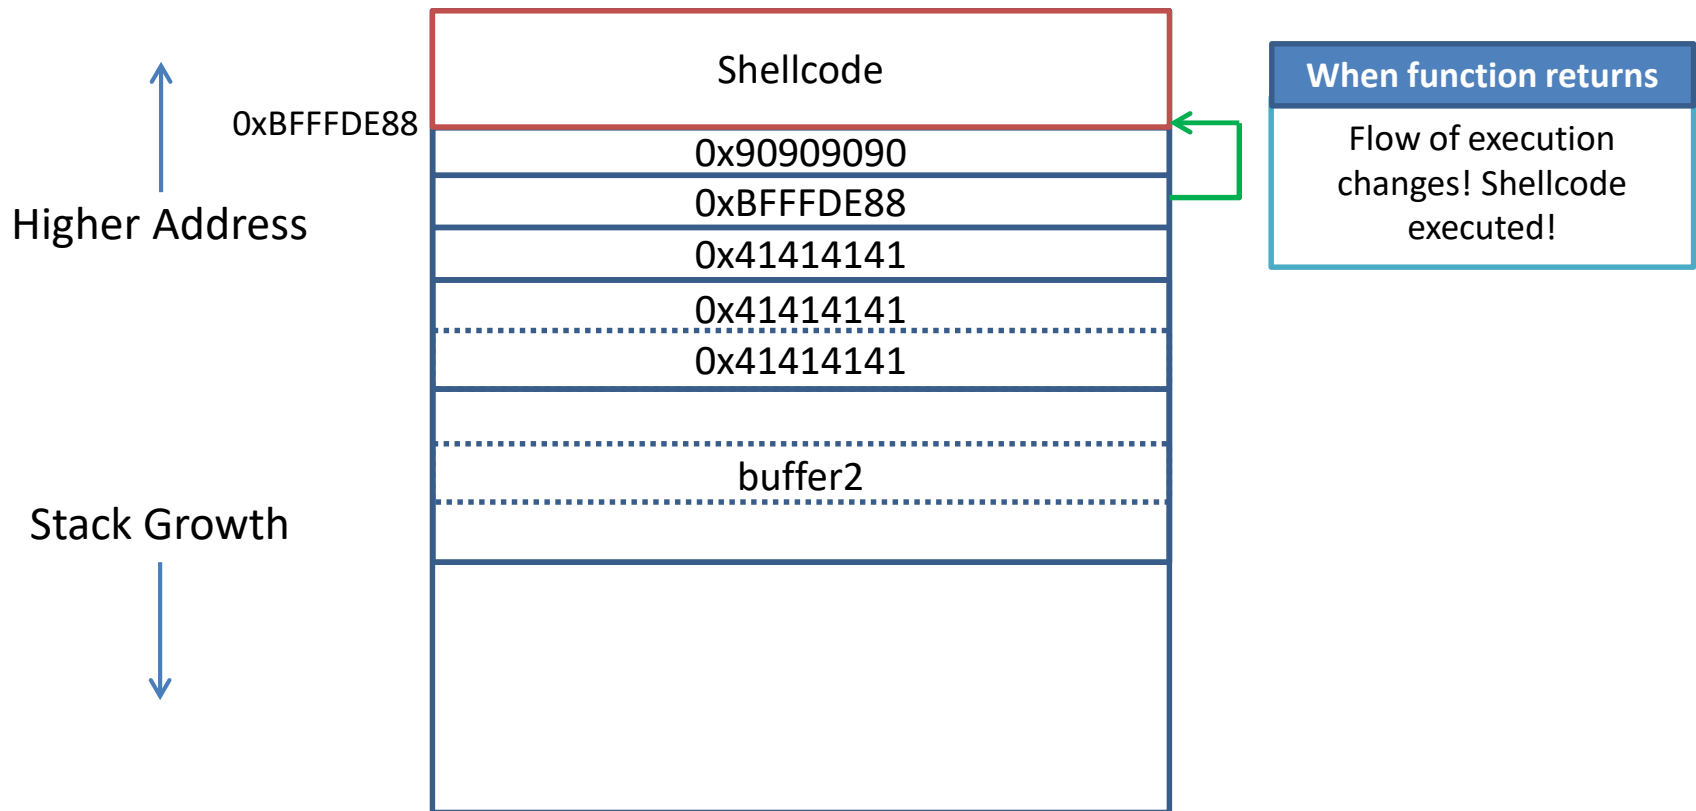 Shellcode
0xBFFFDE88
0x90909090
0xBFFFDE88
0x41414141
0x41414141
0x41414141
buffer2
Higher Address
Stack Growth
When function returns
Flow of execution
changes! Shellcode
executed!